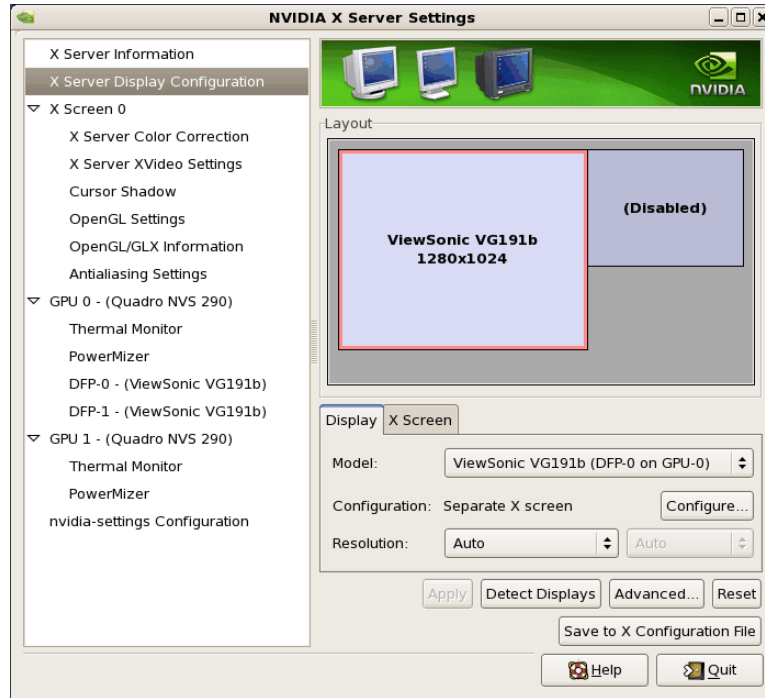 NVIDIA X Server Settings
X Server Information
X Server Display Configuration
X Screen 0
X Server Color Correction
X Server XVideo Settings
Cursor Shadow
OpenGL Settings
OpenGL/GLX Information
Antialiasing Settings
GPU 0 - (Quadro NVS 290)
Thermal Monitor
PowerMizer
DFP-0 - (ViewSonic VG191b)
DFP-1 - (ViewSonic VG191b)
GPU 1 - (Quadro NVS 290)
Thermal Monitor
PowerMizer
nvidia-settings Configuration
NVIDIA
Layout
ViewSonic VG191b
1280x1024
(Disabled)
Display X Screen
Model: ViewSonic VG191b (DFP-0 on GPU-0)
Configuration: Separate X screen Configure...
Resolution: Auto Auto
Apply Detect Displays Advanced... Reset
Save to X Configuration File
Help Quit